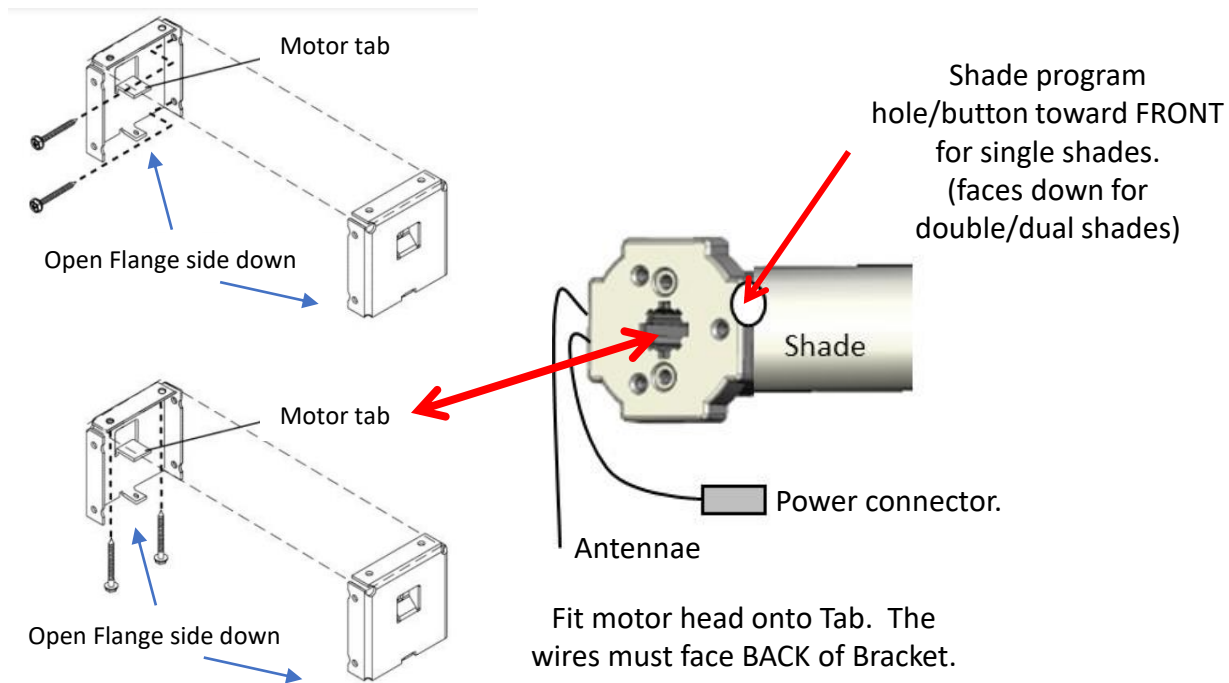 Motor tab
Open Flange side down
Motor tab
Open Flange side down
Shade program
hole/button toward FRONT
for single shades.
(faces down for
double/dual shades)
Shade
Power connector.
Antennae
Fit motor head onto Tab.  The
wires must face BACK of Bracket.